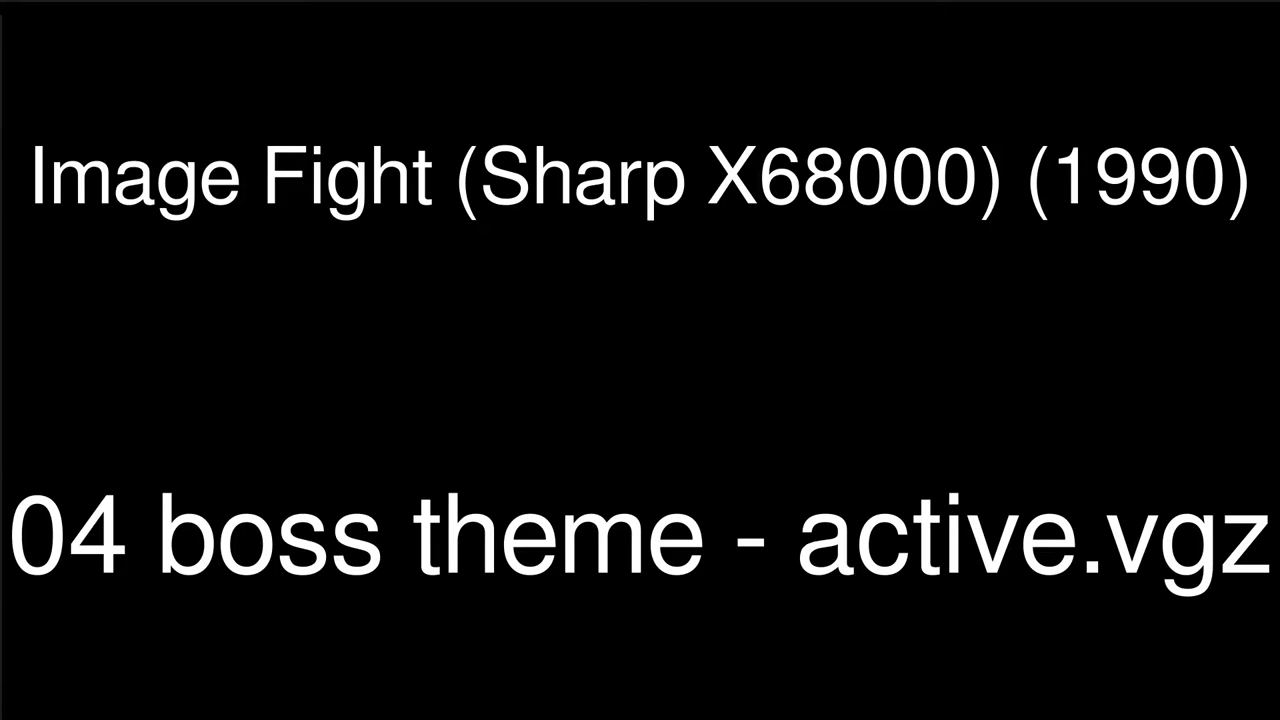 Image Fight (Sharp X68000) (1990)
04 boss theme - active.vgz